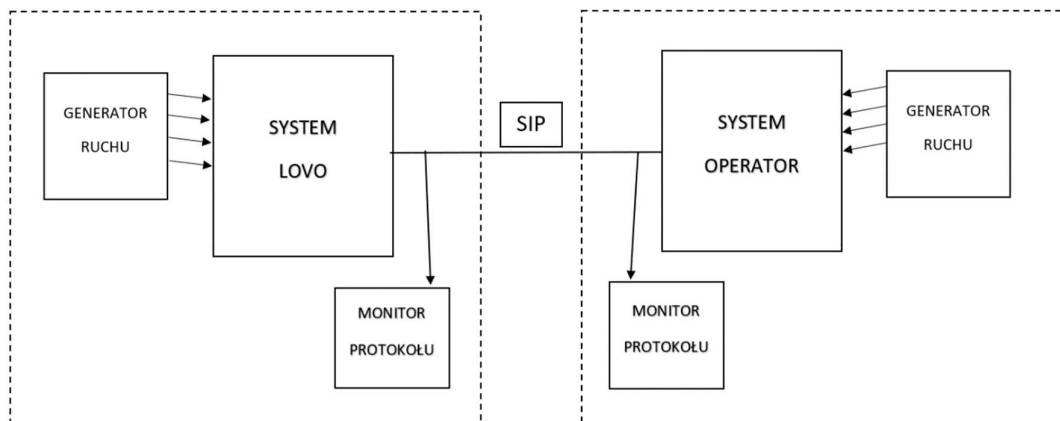 GENERATOR
RUCHU
SYSTEM
LOVO
SIP
SYSTEM
OPERATOR
GENERATOR
RUCHU
MONITOR
PROTOKOŁU
MONITOR
PROTOKOŁU